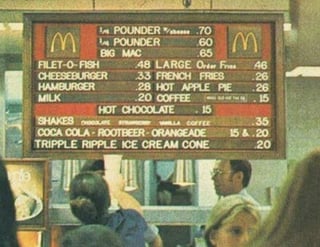 1/4 POUNDER W/cheese .70
1/4 POUNDER .60
BIG MAC .65
FILET-O-FISH .48 LARGE Order Fries .46
CHEESEBURGER .33 FRENCH FRIES .26
HAMBURGER .28 HOT APPLE PIE .26
MILK .20 COFFEE .15
HOT CHOCOLATE .15
SHAKES CHOCOLATE STRAWBERRY VANILLA COFFEE .35
COCA COLA - ROOTBEER - ORANGEADE 15 & .20
TRIPLE RIPPLE ICE CREAM CONE .20